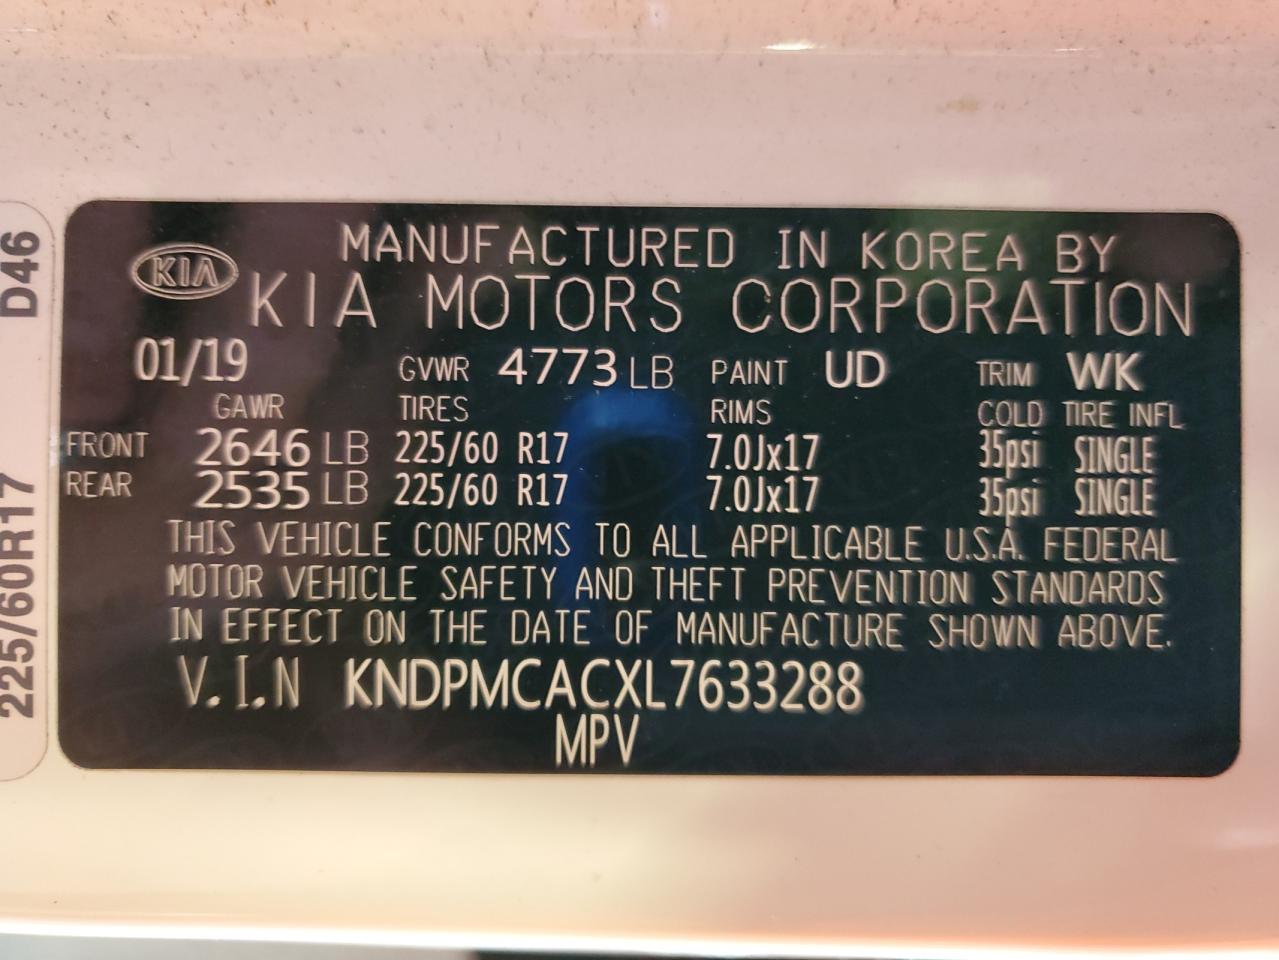 D46
225/60R17
KIA
MANUFACTURED IN KOREA BY
KIA MOTORS CORPORATION
01/19 GVWR 4773 LB PAINT UD TRIM WK
GAWR TIRES RIMS COLD TIRE INFL
FRONT 2646 LB 225/60 R17 7.0Jx17 35psi SINGLE
REAR 2535 LB 225/60 R17 7.0Jx17 35psi SINGLE
THIS VEHICLE CONFORMS TO ALL APPLICABLE U.S.A. FEDERAL
MOTOR VEHICLE SAFETY AND THEFT PREVENTION STANDARDS
IN EFFECT ON THE DATE OF MANUFACTURE SHOWN ABOVE.
V.I.N KNDPMCACXL7633288
MPV